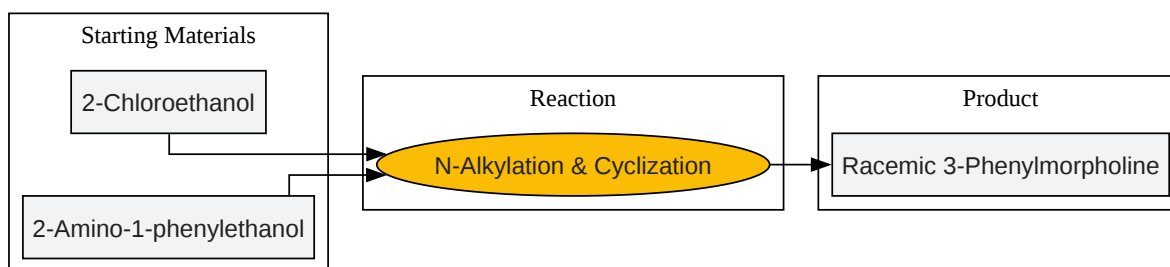 Starting Materials
2-Chloroethanol
2-Amino-1-phenylethanol
Reaction
N-Alkylation & Cyclization
Product
Racemic 3-Phenylmorpholine